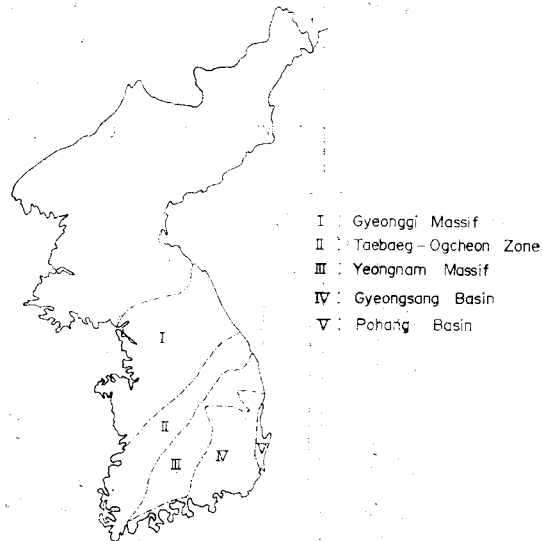 I : Gyeonggi Massif
II : Taebaeg-Ogcheon Zone
III : Yeongnam Massif
IV : Gyeongsang Basin
V : Pohang Basin
I
II
III
IV
V